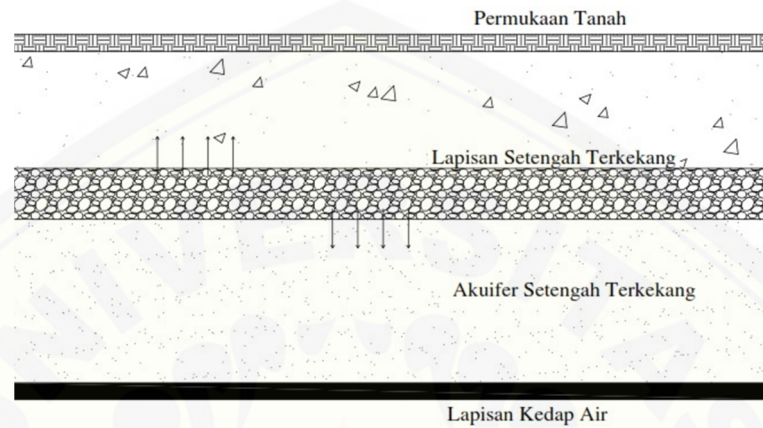 Permukaan Tanah
Lapisan Setengah Terkekang
Akuifer Setengah Terkekang
Lapisan Kedap Air